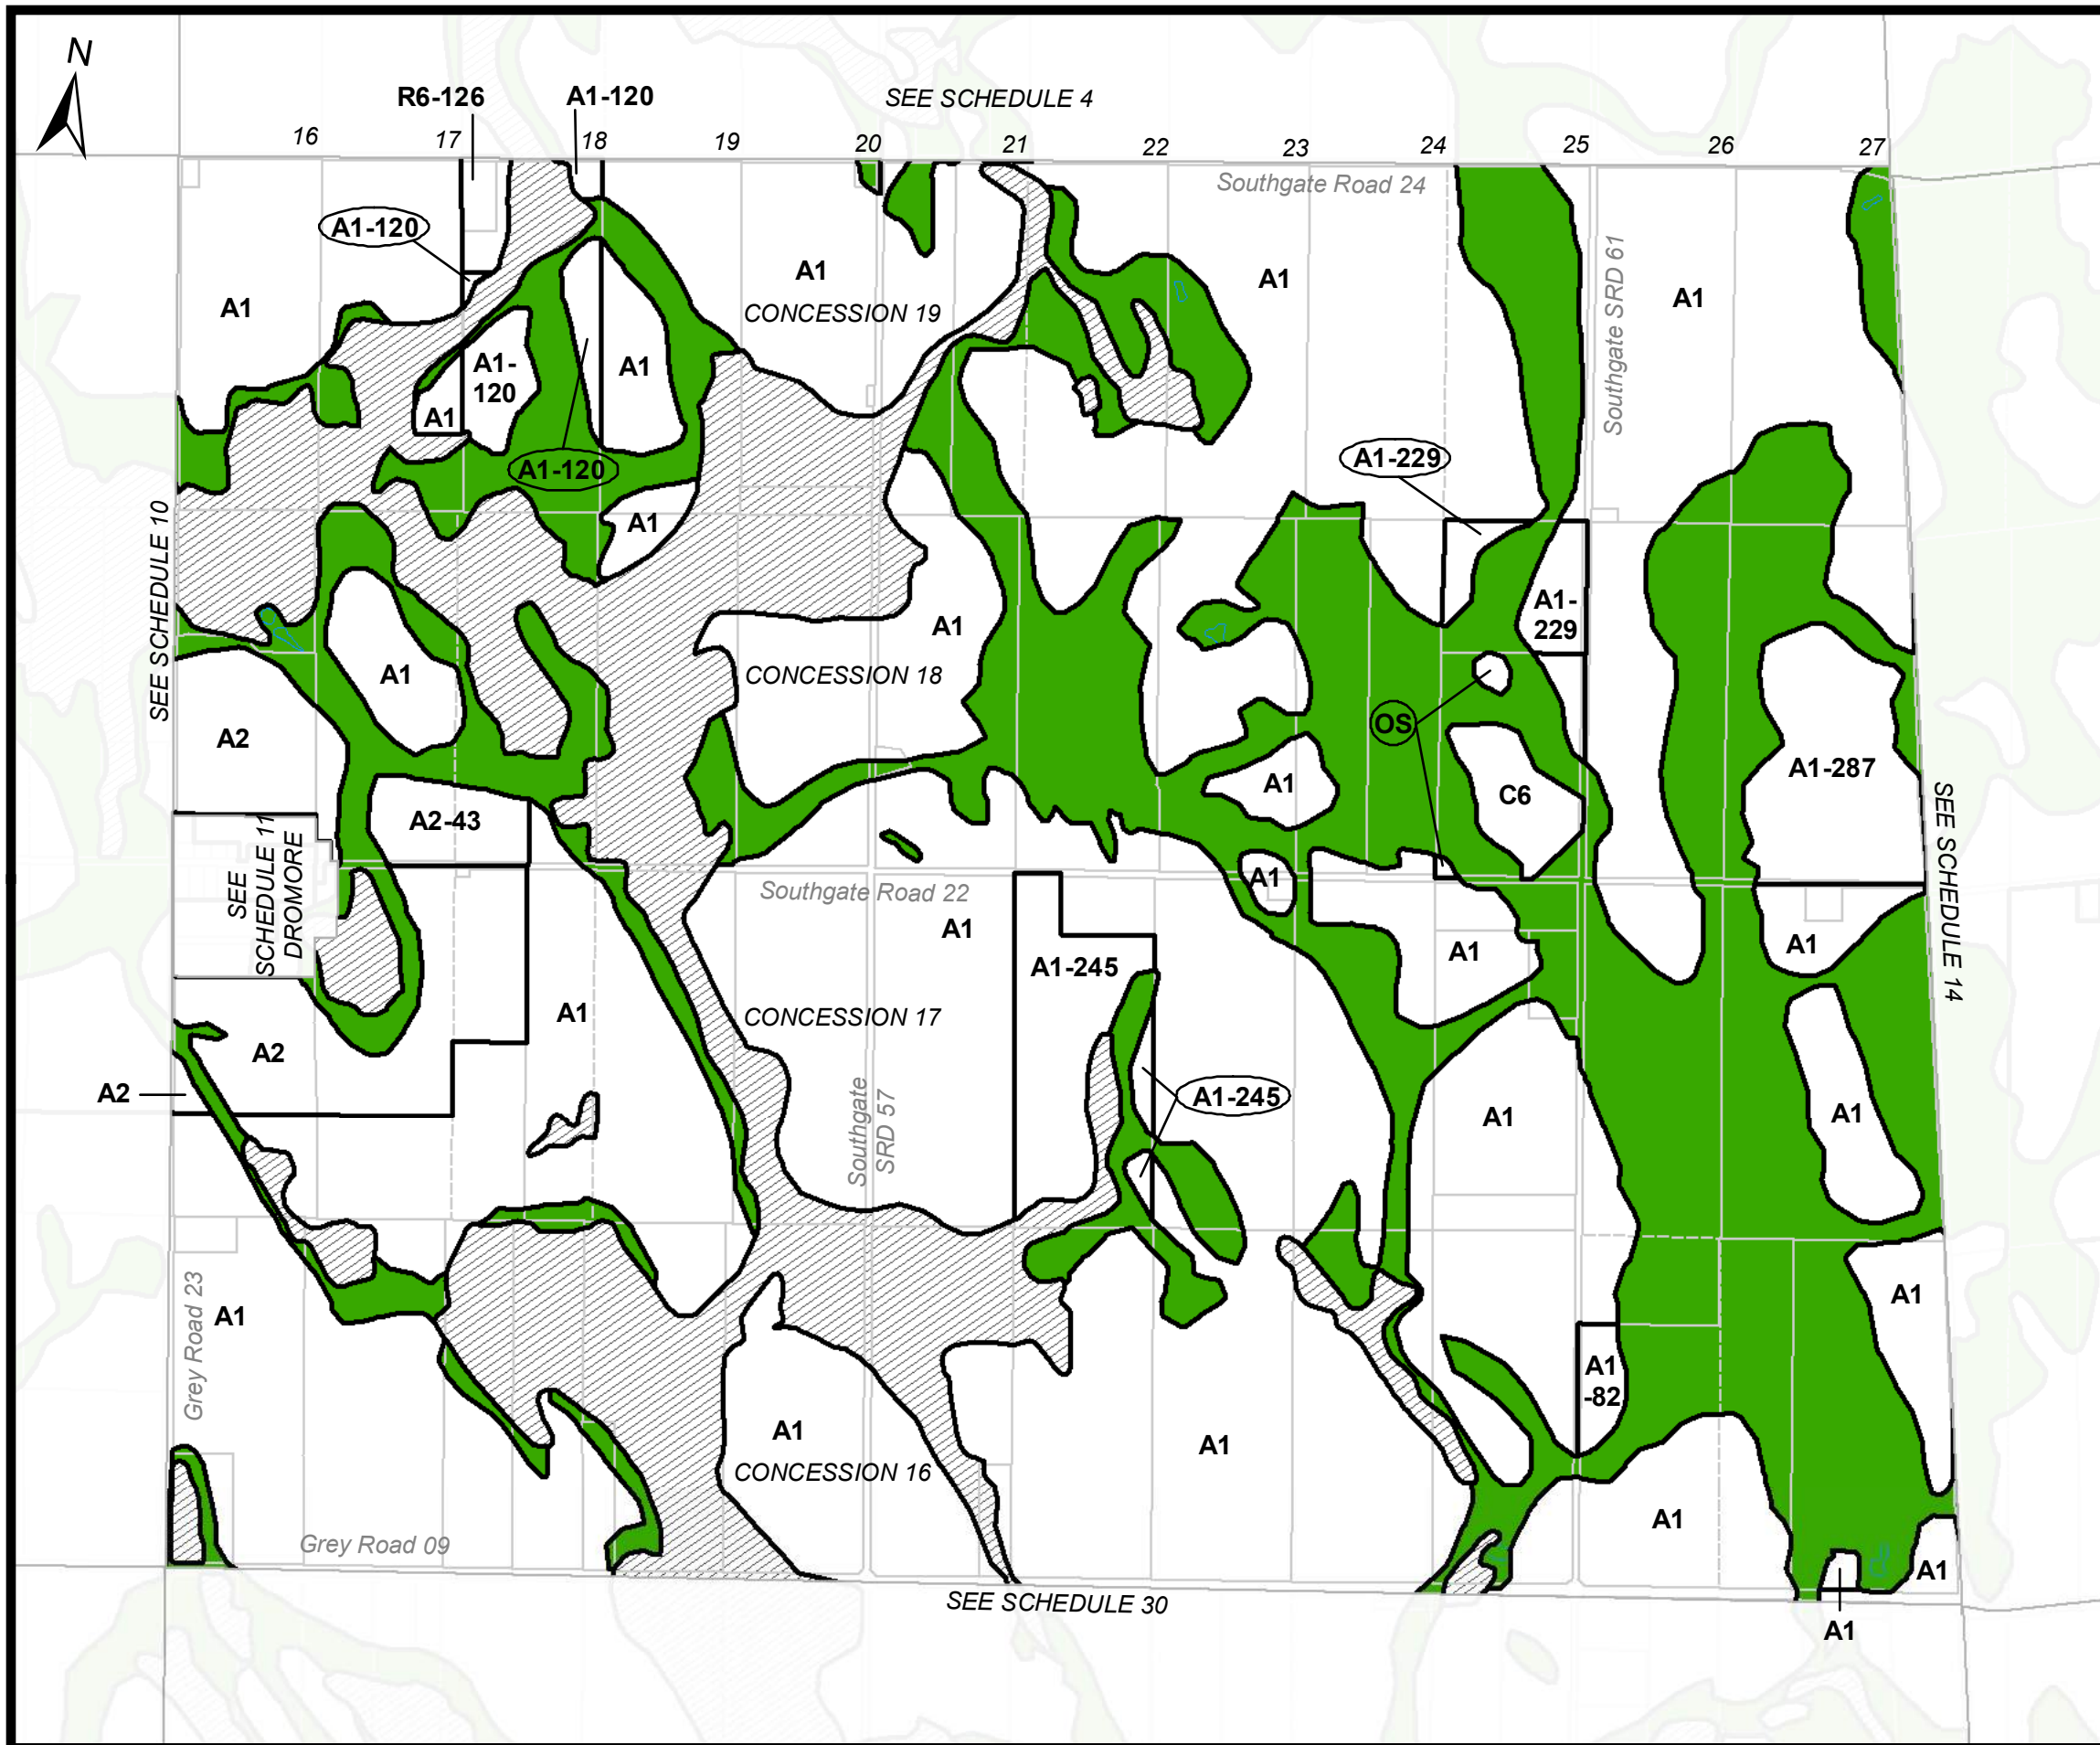 N
R6-126
A1-120
SEE SCHEDULE 4
16
17
18
19
20
21
22
23
24
25
26
27
Southgate Road 24
A1-120
A1
A1
A1
A1
CONCESSION 19
Southgate SRD 61
A1-
120
A1
A1
A1-120
A1-229
A1
SEE SCHEDULE 10
A1-
229
A1
A1
CONCESSION 18
OS
A2
A1-287
A1
C6
A2-43
SEE SCHEDULE 14
SEE
SCHEDULE 11
DROMORE
Southgate Road 22
A1
A1
A1
A1
A1-245
A1
CONCESSION 17
A2
A2
A1-245
A1
A1
Southgate
SRD 57
Grey Road 23
A1
A1
A1
-82
A1
A1
CONCESSION 16
A1
Grey Road 09
A1
SEE SCHEDULE 30
A1